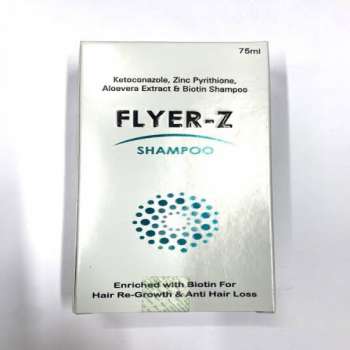 75ml
Ketoconazole, Zinc Pyrithione,
Aloevera Extract & Biotin Shampoo
FLYER-Z
SHAMPOO
Enriched with Biotin For
Hair Re-Growth & Anti Hair Loss